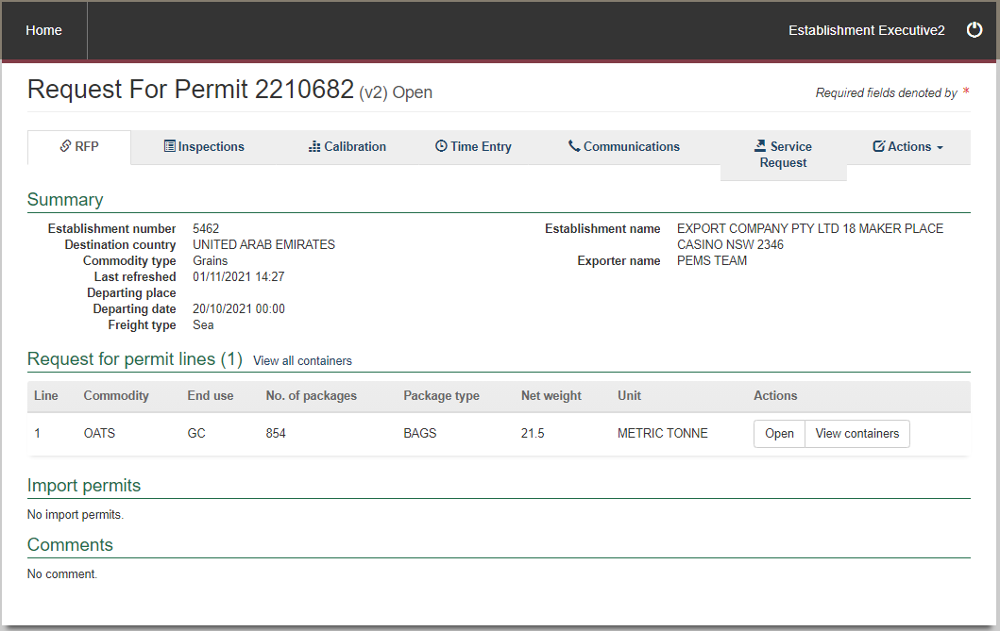 Home Establishment Executive2
Request For Permit 2210682 (v2) Open
Required fields denoted by *
RFP Inspections Calibration Time Entry Communications Service Request Actions
Summary
Establishment number 5462
Destination country UNITED ARAB EMIRATES
Commodity type Grains
Last refreshed 01/11/2021 14:27
Departing place
Departing date 20/10/2021 00:00
Freight type Sea
Establishment name EXPORT COMPANY PTY LTD 18 MAKER PLACE
CASINO NSW 2346
Exporter name PEMS TEAM
Request for permit lines (1) View all containers
Line Commodity End use No. of packages Package type Net weight Unit Actions
1 OATS GC 854 BAGS 21.5 METRIC TONNE Open View containers
Import permits
No import permits.
Comments
No comment.